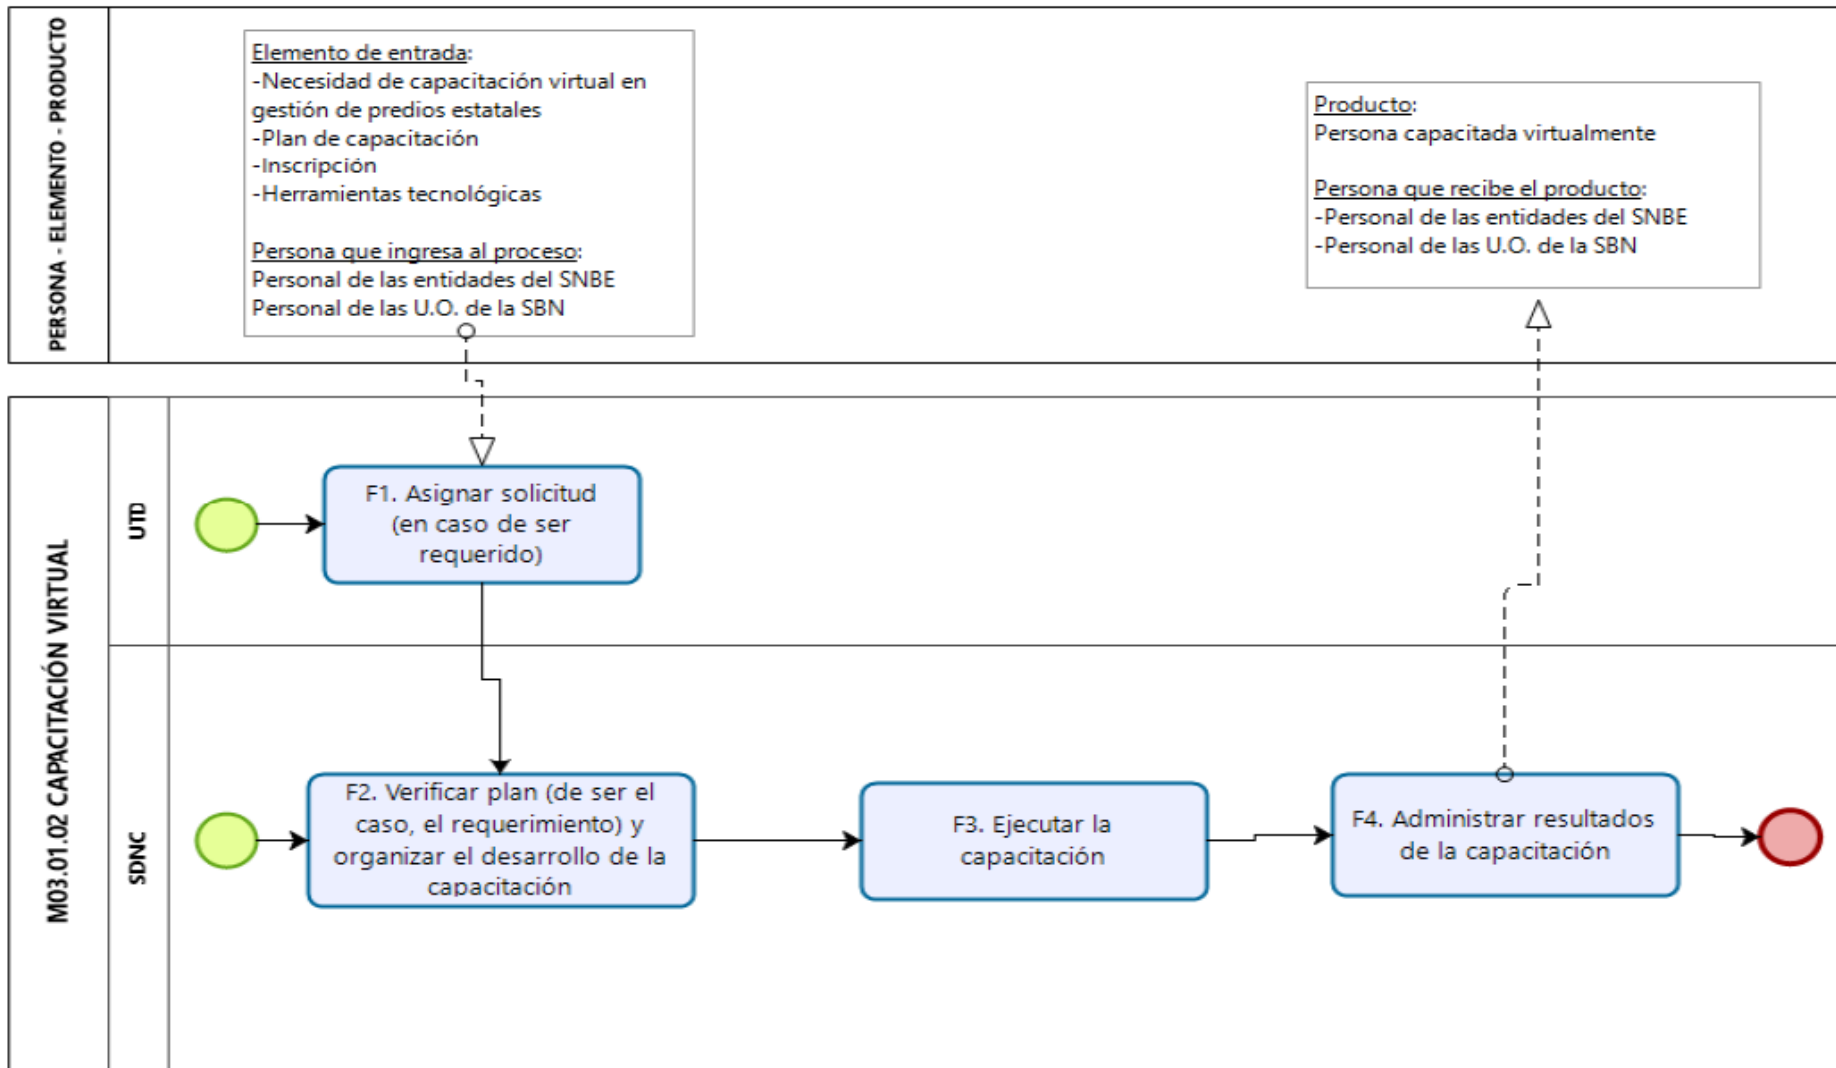 PERSONA - ELEMENTO - PRODUCTO
Elemento de entrada:
-Necesidad de capacitación virtual en
gestión de predios estatales
-Plan de capacitación
-Inscripción
-Herramientas tecnológicas
Persona que ingresa al proceso:
Personal de las entidades del SNBE
Personal de las U.O. de la SBN
Producto:
Persona capacitada virtualmente
Persona que recibe el producto:
-Personal de las entidades del SNBE
-Personal de las U.O. de la SBN
M03.01.02 CAPACITACIÓN VIRTUAL
UTD
F1. Asignar solicitud
(en caso de ser
requerido)
SDNC
F2. Verificar plan (de ser el
caso, el requerimiento) y
organizar el desarrollo de la
capacitación
F3. Ejecutar la
capacitación
F4. Administrar resultados
de la capacitación